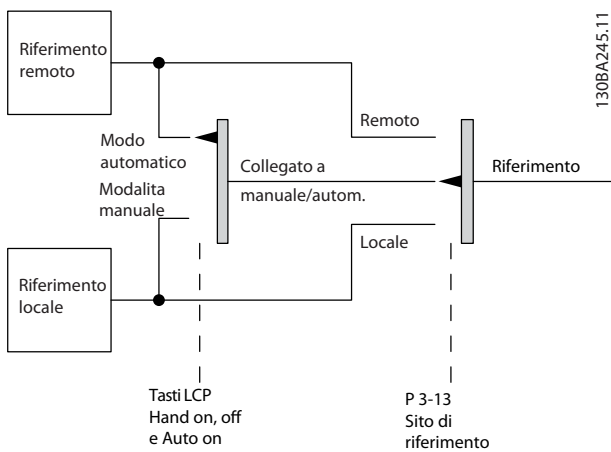 Riferimento
remoto
130BA245.11
Remoto
Modo
automatico
Collegato a
manuale/autom.
Riferimento
Modalita
manuale
Locale
Riferimento
locale
Tasti LCP
Hand on, off
e Auto on
P 3-13
Sito di
riferimento